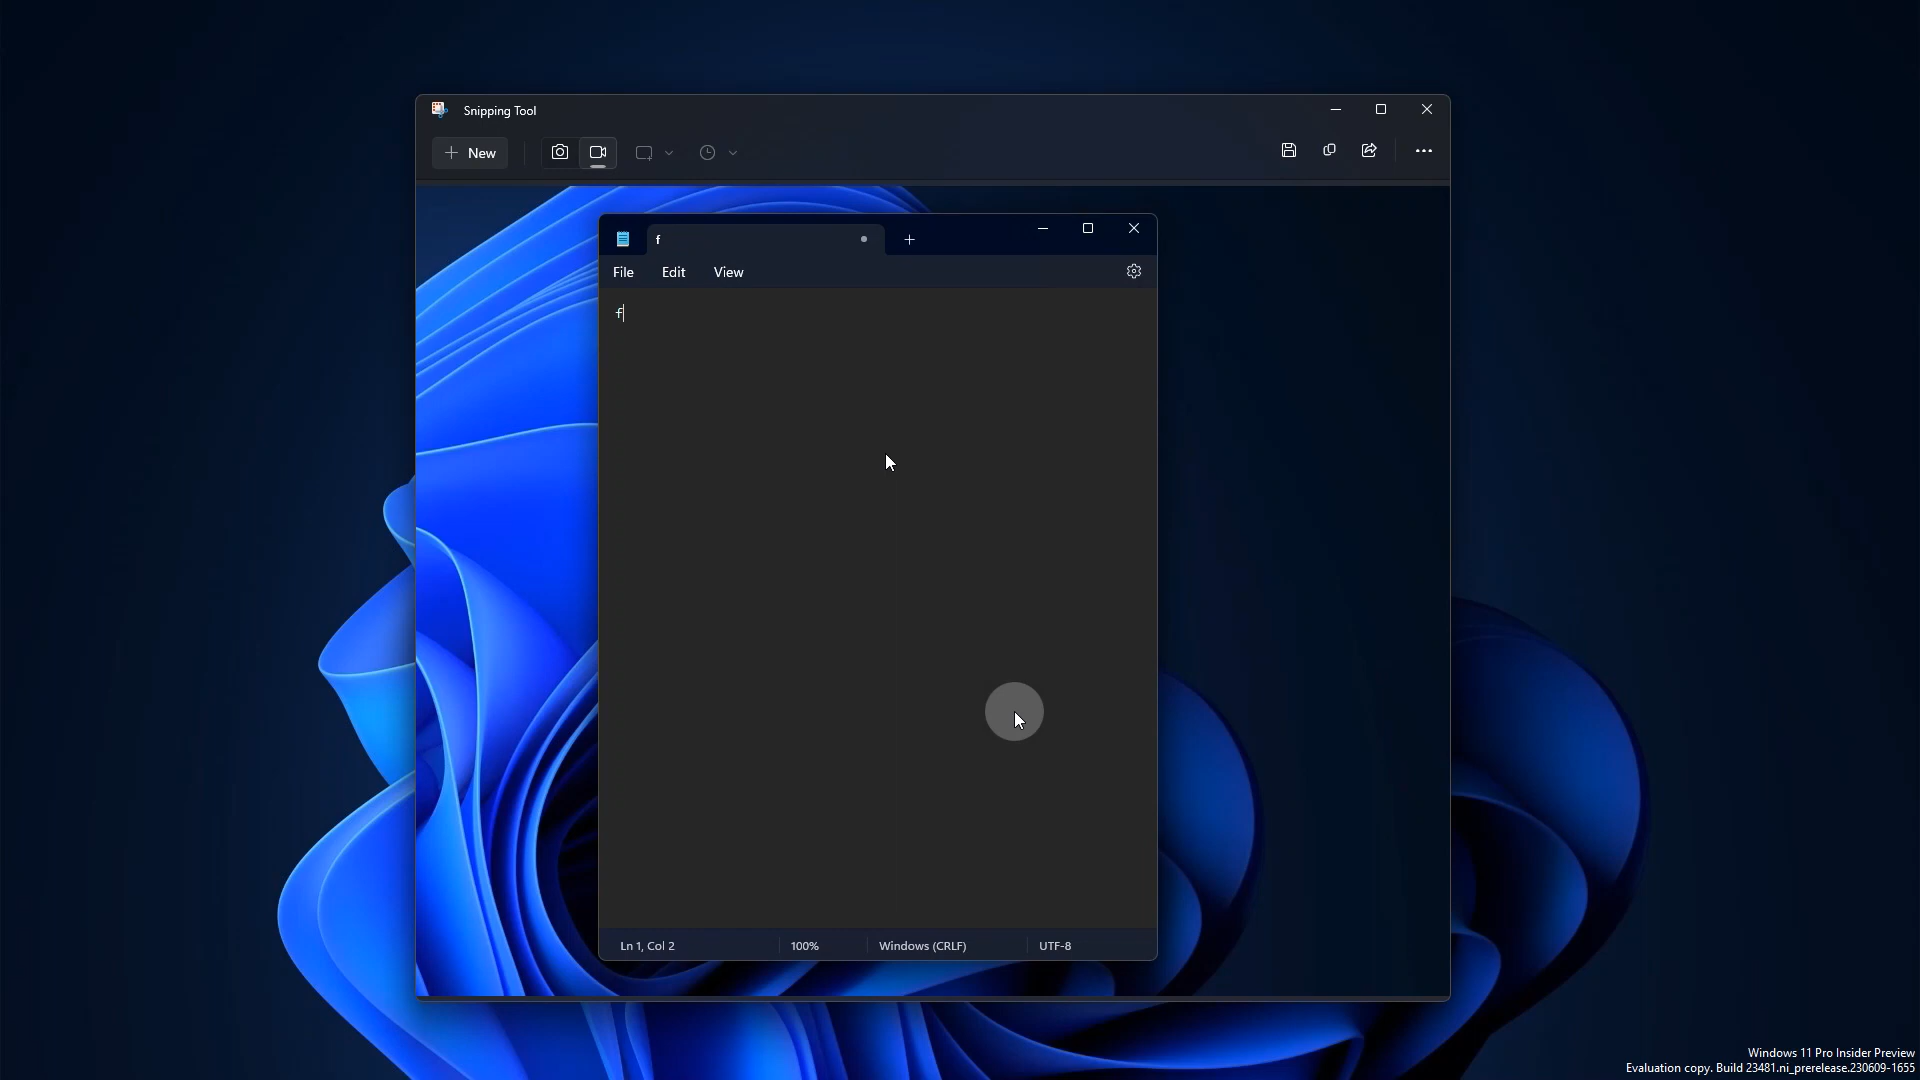 Snipping Tool
New
f
File Edit View
f
Ln 1, Col 2 100% Windows (CRLF) UTF-8
Windows 11 Pro Insider Preview
Evaluation copy. Build 23481.ni_prerelease.230609-1655